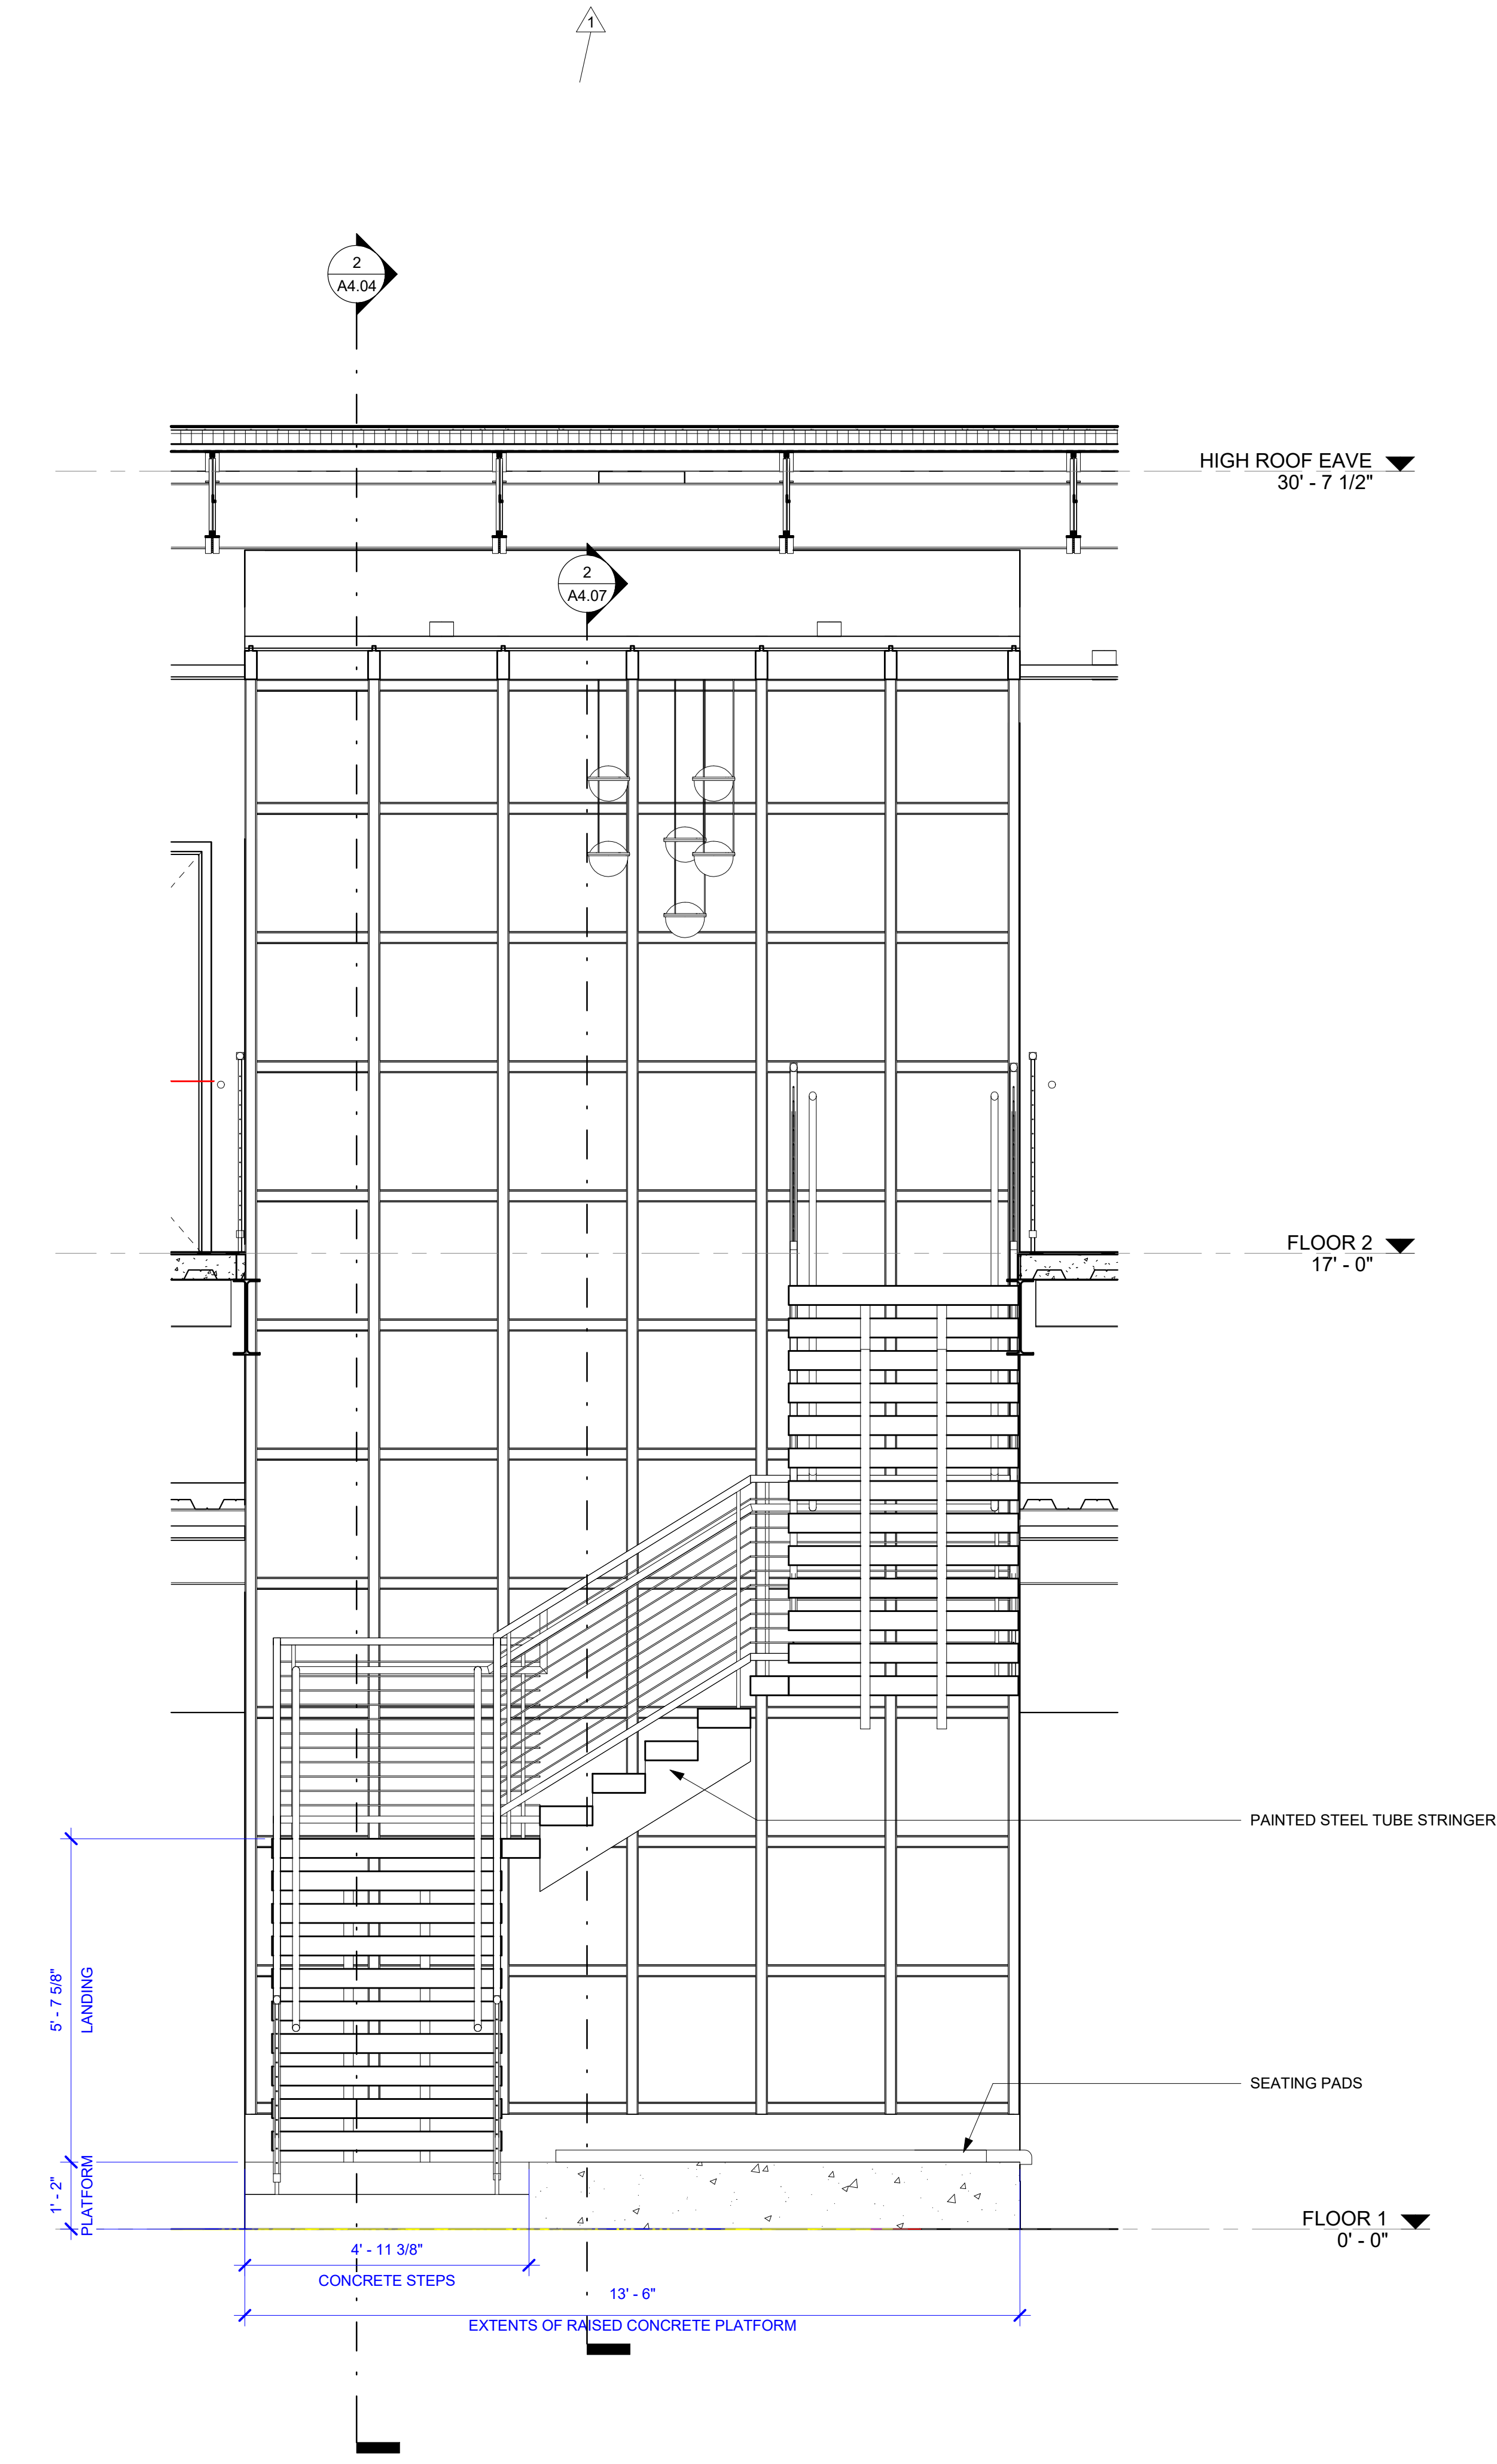 1
2
A4.04
HIGH ROOF EAVE
30' - 7 1/2"
2
A4.07
FLOOR 2
17' - 0"
PAINTED STEEL TUBE STRINGER
5' - 7 5/8"
LANDING
SEATING PADS
1' - 2"
PLATFORM
FLOOR 1
0' - 0"
4' - 11 3/8"
CONCRETE STEPS
13' - 6"
EXTENTS OF RAISED CONCRETE PLATFORM